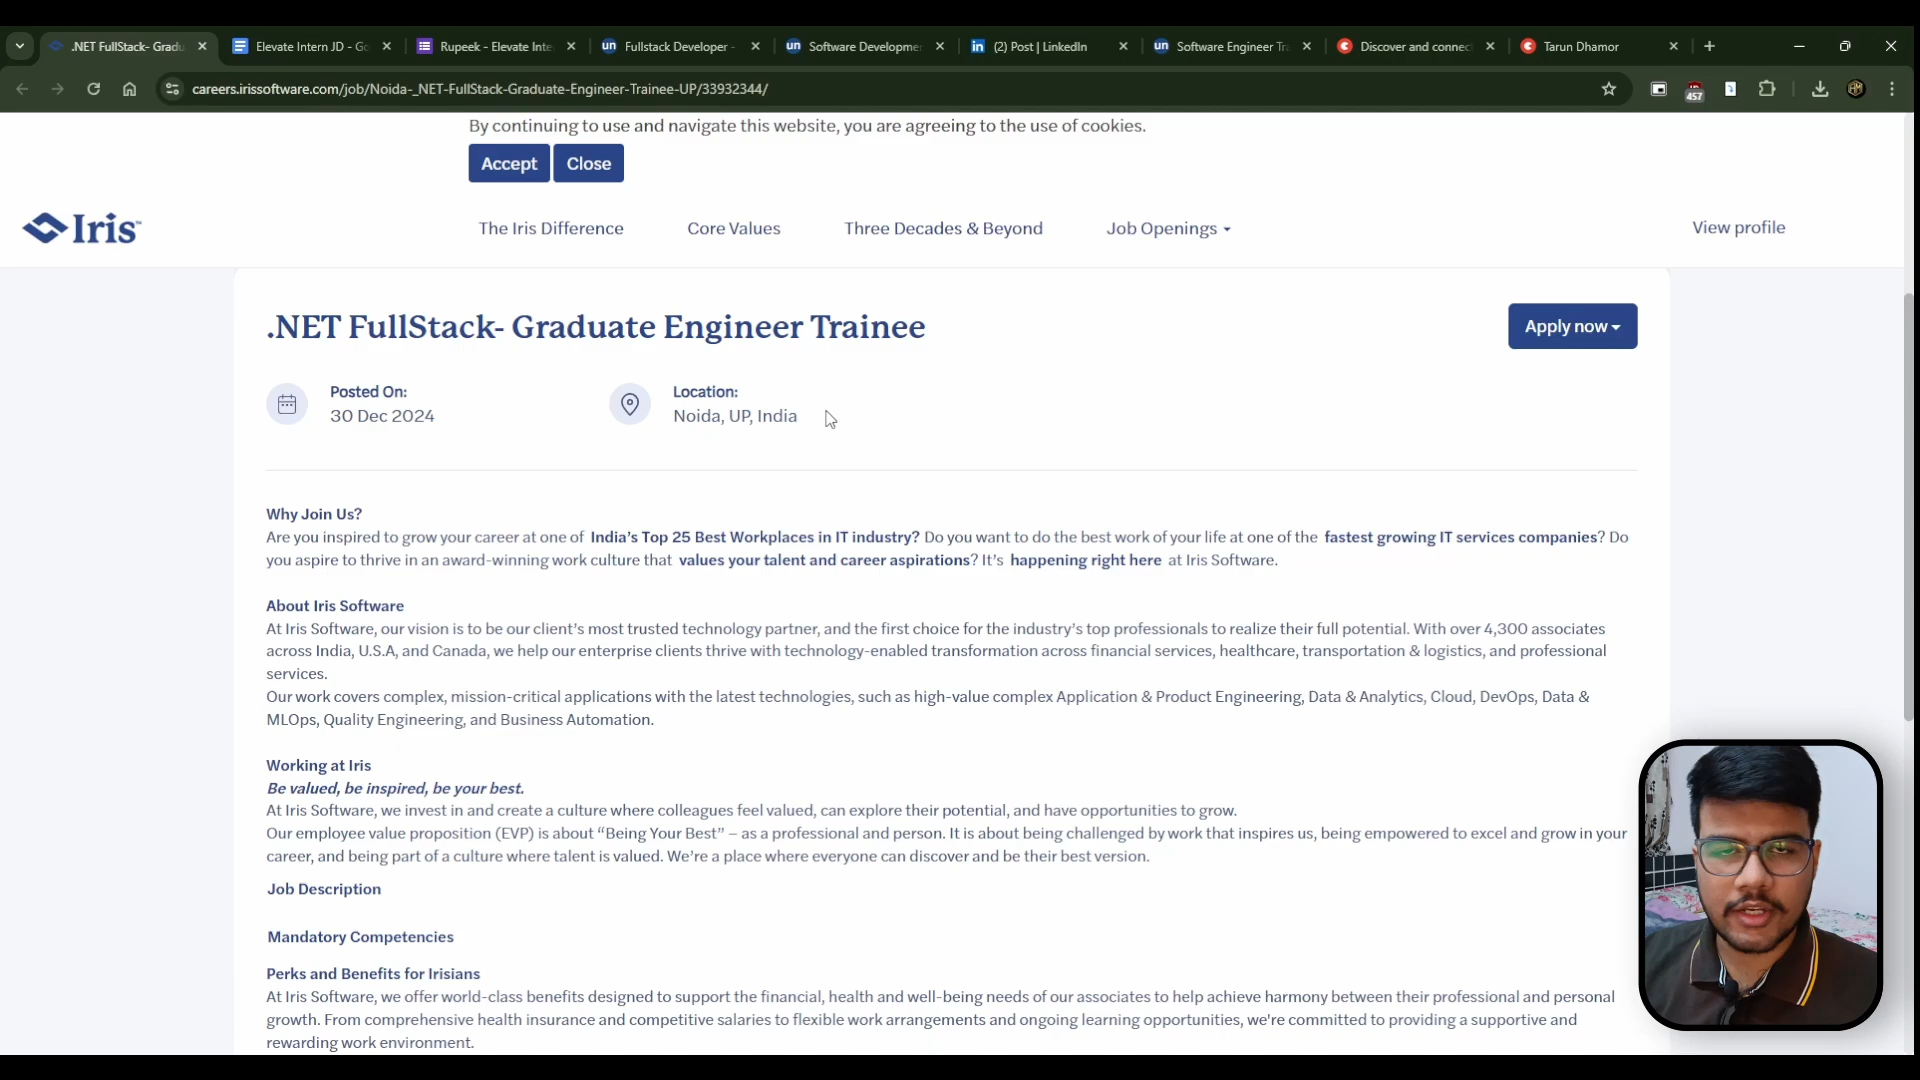 .NET FullStack- Gradu
Elevate Intern JD - Go
Rupeek - Elevate Inte
un
Fullstack Developer -
un
Software Developme
in
(2) Post | LinkedIn
un
Software Engineer Tra
Discover and connec
Tarun Dhamor
careers.irissoftware.com/job/Noida-_NET-FullStack-Graduate-Engineer-Trainee-UP/33932344/
457
By continuing to use and navigate this website, you are agreeing to the use of cookies.
Accept
Close
Iris™
The Iris Difference
Core Values
Three Decades & Beyond
Job Openings
View profile
.NET FullStack- Graduate Engineer Trainee
Apply now
Posted On:
30 Dec 2024
Location:
Noida, UP, India
Why Join Us?
Are you inspired to grow your career at one of India’s Top 25 Best Workplaces in IT industry? Do you want to do the best work of your life at one of the fastest growing IT services companies? Do
you aspire to thrive in an award-winning work culture that values your talent and career aspirations? It’s happening right here at Iris Software.
About Iris Software
At Iris Software, our vision is to be our client’s most trusted technology partner, and the first choice for the industry’s top professionals to realize their full potential. With over 4,300 associates
across India, U.S.A, and Canada, we help our enterprise clients thrive with technology-enabled transformation across financial services, healthcare, transportation & logistics, and professional
services.
Our work covers complex, mission-critical applications with the latest technologies, such as high-value complex Application & Product Engineering, Data & Analytics, Cloud, DevOps, Data &
MLOps, Quality Engineering, and Business Automation.
Working at Iris
Be valued, be inspired, be your best.
At Iris Software, we invest in and create a culture where colleagues feel valued, can explore their potential, and have opportunities to grow.
Our employee value proposition (EVP) is about “Being Your Best” – as a professional and person. It is about being challenged by work that inspires us, being empowered to excel and grow in your
career, and being part of a culture where talent is valued. We’re a place where everyone can discover and be their best version.
Job Description
Mandatory Competencies
Perks and Benefits for Irisians
At Iris Software, we offer world-class benefits designed to support the financial, health and well-being needs of our associates to help achieve harmony between their professional and personal
growth. From comprehensive health insurance and competitive salaries to flexible work arrangements and ongoing learning opportunities, we're committed to providing a supportive and
rewarding work environment.